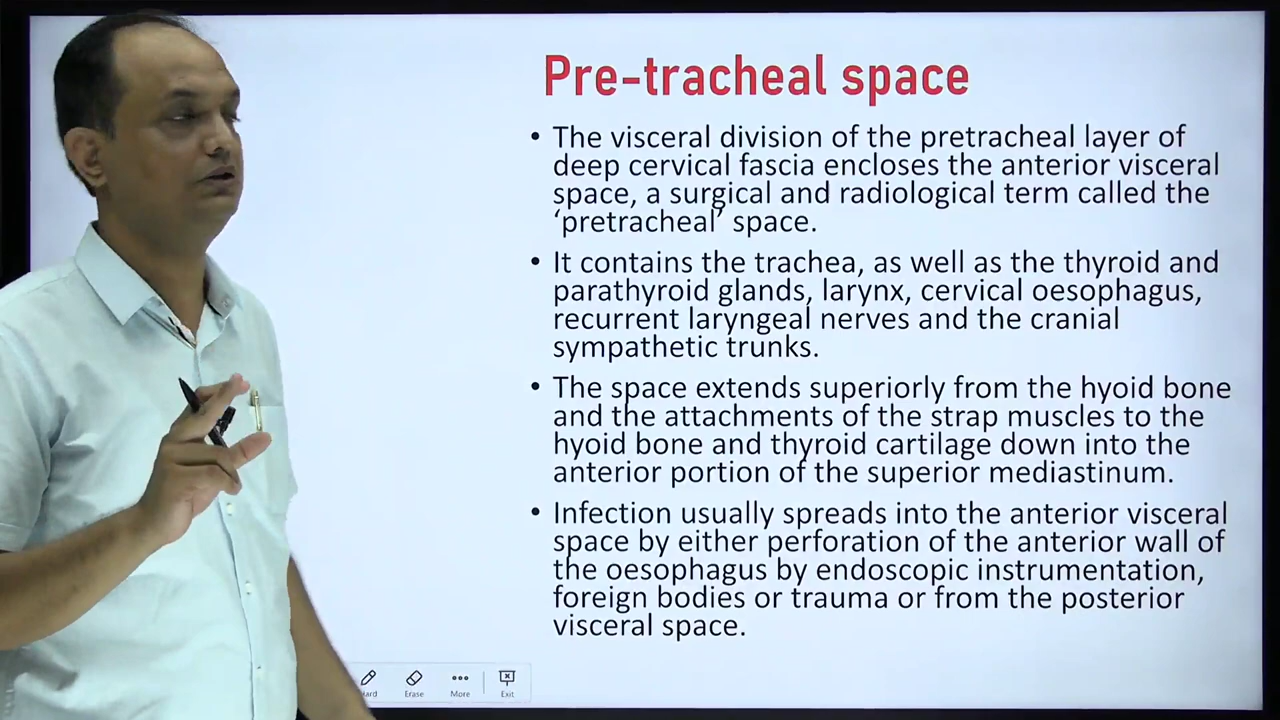 Pre-tracheal space
• The visceral division of the pretracheal layer of
deep cervical fascia encloses the anterior visceral
space, a surgical and radiological term called the
‘pretracheal’ space.
• It contains the trachea, as well as the thyroid and
parathyroid glands, larynx, cervical oesophagus,
recurrent laryngeal nerves and the cranial
sympathetic trunks.
• The space extends superiorly from the hyoid bone
and the attachments of the strap muscles to the
hyoid bone and thyroid cartilage down into the
anterior portion of the superior mediastinum.
• Infection usually spreads into the anterior visceral
space by either perforation of the anterior wall of
the oesophagus by endoscopic instrumentation,
foreign bodies or trauma or from the posterior
visceral space.
Erase More Exit